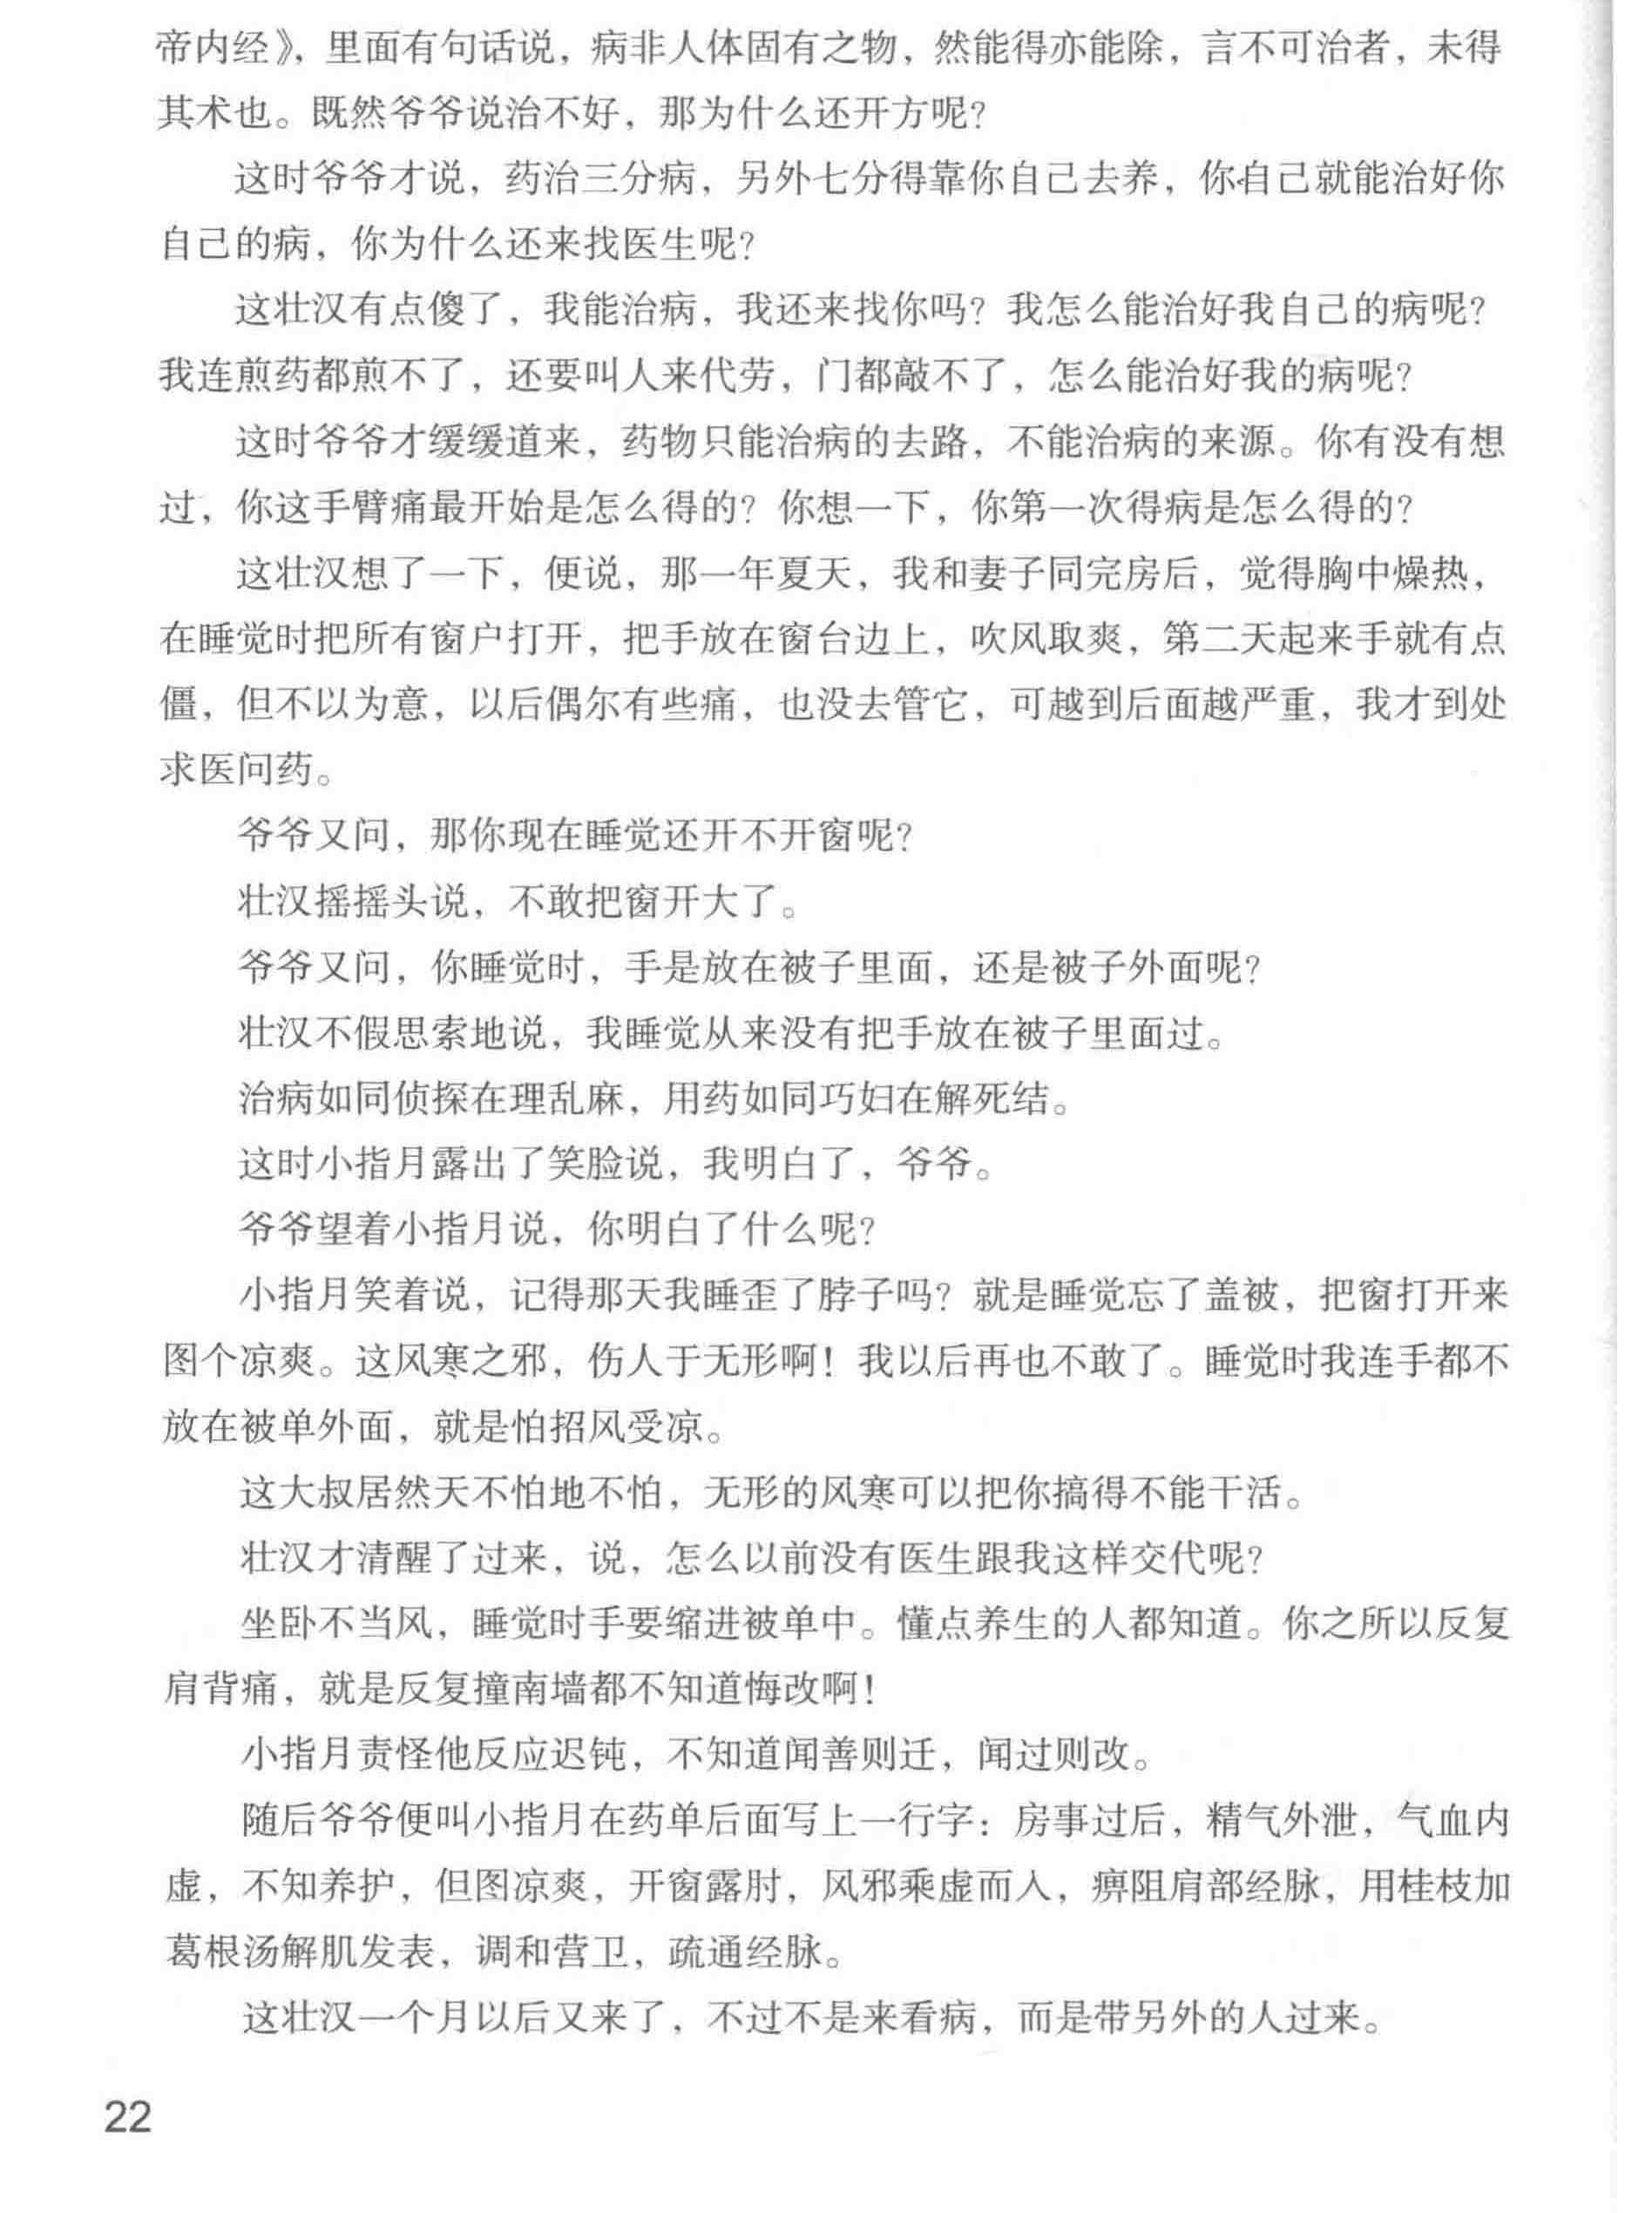 帝内经》，里面有句话说，病非人体固有之物，然能得亦能除，言不可治者，未得
其术也。既然爷爷说治不好，那为什么还开方呢？
这时爷爷才说，药治三分病，另外七分得靠你自己去养，你自己就能治好你
自己的病，你为什么还来找医生呢？
这壮汉有点傻了，我能治病，我还来找你吗？我怎么能治好我自己的病呢？
我连煎药都煎不了，还要叫人来代劳，门都敲不了，怎么能治好我的病呢？
这时爷爷才缓缓道来，药物只能治病的去路，不能治病的来源。你有没有想
过，你这手臂痛最开始是怎么得的？你想一下，你第一次得病是怎么得的？
这壮汉想了一下，便说，那一年夏天，我和妻子同完房后，觉得胸中燥热，
在睡觉时把所有窗户打开，把手放在窗台边上，吹风取爽，第二天起来手就有点
僵，但不以为意，以后偶尔有些痛，也没去管它，可越到后面越严重，我才到处
求医问药。
爷爷又问，那你现在睡觉还开不开窗呢？
壮汉摇摇头说，不敢把窗开大了。
爷爷又问，你睡觉时，手是放在被子里面，还是被子外面呢？
壮汉不假思索地说，我睡觉从来没有把手放在被子里面过。
治病如同侦探在理乱麻，用药如同巧妇在解死结。
这时小指月露出了笑脸说，我明白了，爷爷。
爷爷望着小指月说，你明白了什么呢？
小指月笑着说，记得那天我睡歪了脖子吗？就是睡觉忘了盖被，把窗打开来
图个凉爽。这风寒之邪，伤人于无形啊！我以后再也不敢了。睡觉时我连手都不
放在被单外面，就是怕招风受凉。
这大叔居然天不怕地不怕，无形的风寒可以把你搞得不能干活。
壮汉才清醒了过来，说，怎么以前没有医生跟我这样交代呢？
坐卧不当风，睡觉时手要缩进被单中。懂点养生的人都知道。你之所以反复
肩背痛，就是反复撞南墙都不知道悔改啊！
小指月责怪他反应迟钝，不知道闻善则迁，闻过则改。
随后爷爷便叫小指月在药单后面写上一行字：房事过后，精气外泄，气血内
虚，不知养护，但图凉爽，开窗露肘，风邪乘虚而入，痹阻肩部经脉，用桂枝加
葛根汤解肌发表，调和营卫，疏通经脉。
这壮汉一个月以后又来了，不过不是来看病，而是带另外的人过来。
22